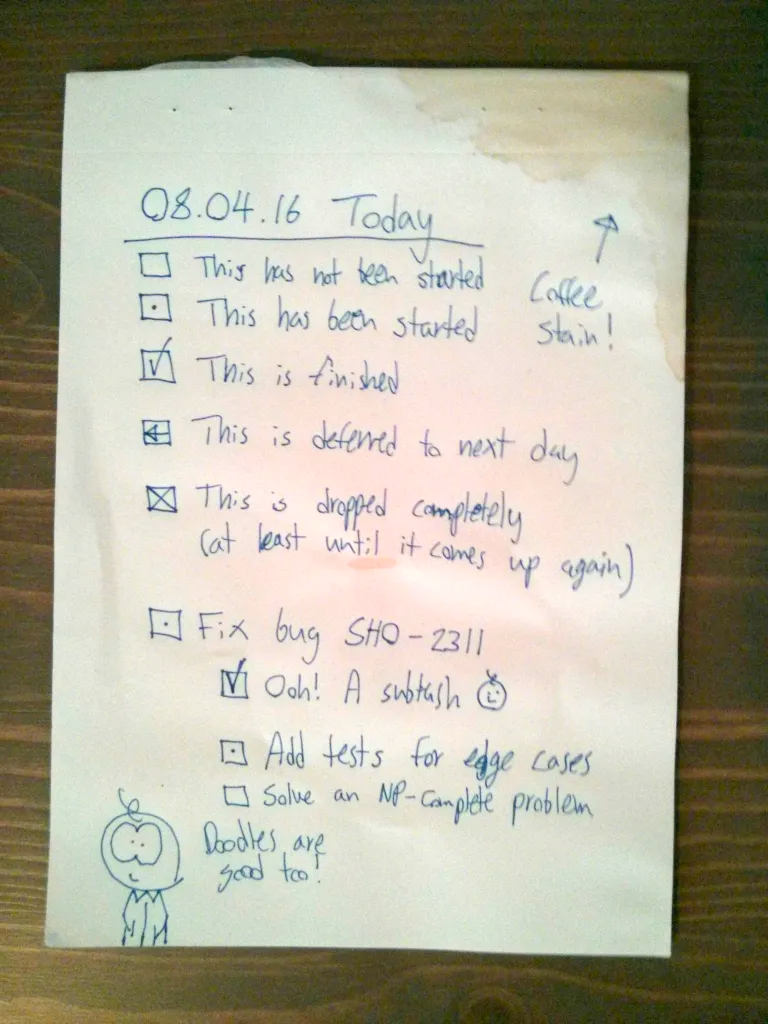 08.04.16 Today
This has not been started
This has been started
Coffee
Stain!
This is finished
This is deferred to next day
This is dropped completely
(at least until it comes up again)
Fix bug SHO-2311
Ooh! A subtask
Add tests for edge cases
Solve an NP-Complete problem
Doodles are
good too!